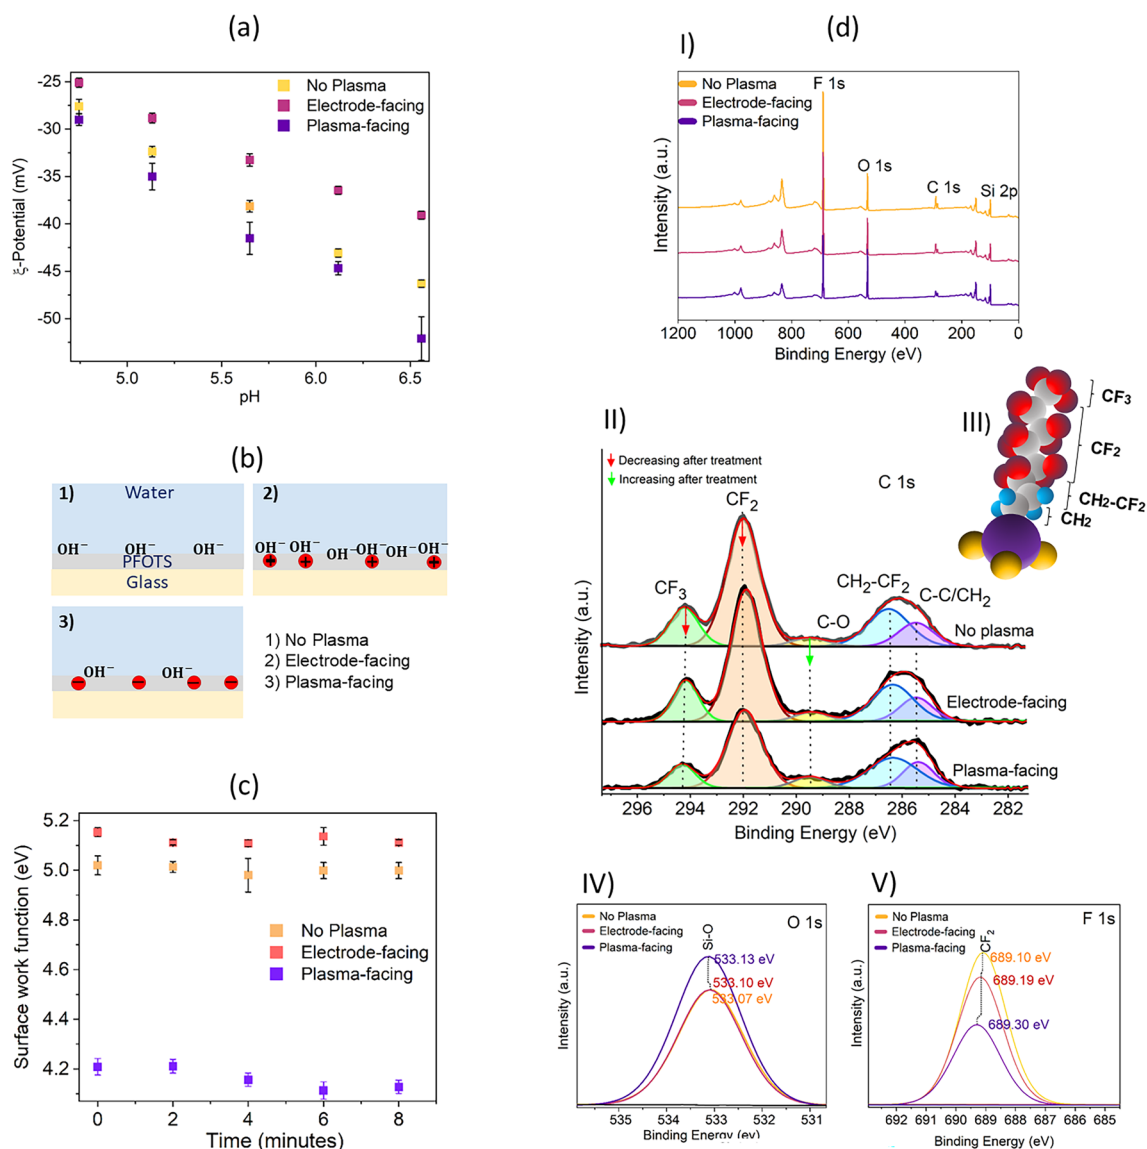 (a)
No Plasma
Electrode-facing
Plasma-facing
-25
-30
-35
-40
-45
-50
ξ-Potential (mV)
5.0
5.5
6.0
6.5
pH
(b)
1)
Water
OH⁻ OH⁻ OH⁻
PFOTS
Glass
2)
OH⁻ OH⁻ OH⁻ OH⁻ OH⁻ OH⁻
+ + + +
3)
OH⁻ OH⁻
− − − −
1) No Plasma
2) Electrode-facing
3) Plasma-facing
(c)
5.2
5.0
4.8
4.6
4.4
4.2
Surface work function (eV)
No Plasma
Electrode-facing
Plasma-facing
0 2 4 6 8
Time (minutes)
(d)
I)
No Plasma
Electrode-facing
Plasma-facing
F 1s
O 1s
C 1s
Si 2p
Intensity (a.u.)
1200 1000 800 600 400 200 0
Binding Energy (eV)
II)
Decreasing after treatment
Increasing after treatment
C 1s
CF₂
CF₃
CH₂-CF₂
C-C/CH₂
C-O
No plasma
Electrode-facing
Plasma-facing
Intensity (a.u.)
296 294 292 290 288 286 284 282
Binding Energy (eV)
III)
CF₃
CF₂
CH₂-CF₂
CH₂
IV)
No Plasma
Electrode-facing
Plasma-facing
O 1s
Si-O
533.13 eV
533.10 eV
533.07 eV
Intensity (a.u.)
535 534 533 532 531
Binding Energy (ev)
V)
No Plasma
Electrode-facing
Plasma-facing
F 1s
CF₂
689.10 eV
689.19 eV
689.30 eV
Intensity (a.u.)
692 691 690 689 688 687 686 685
Binding Energy (eV)